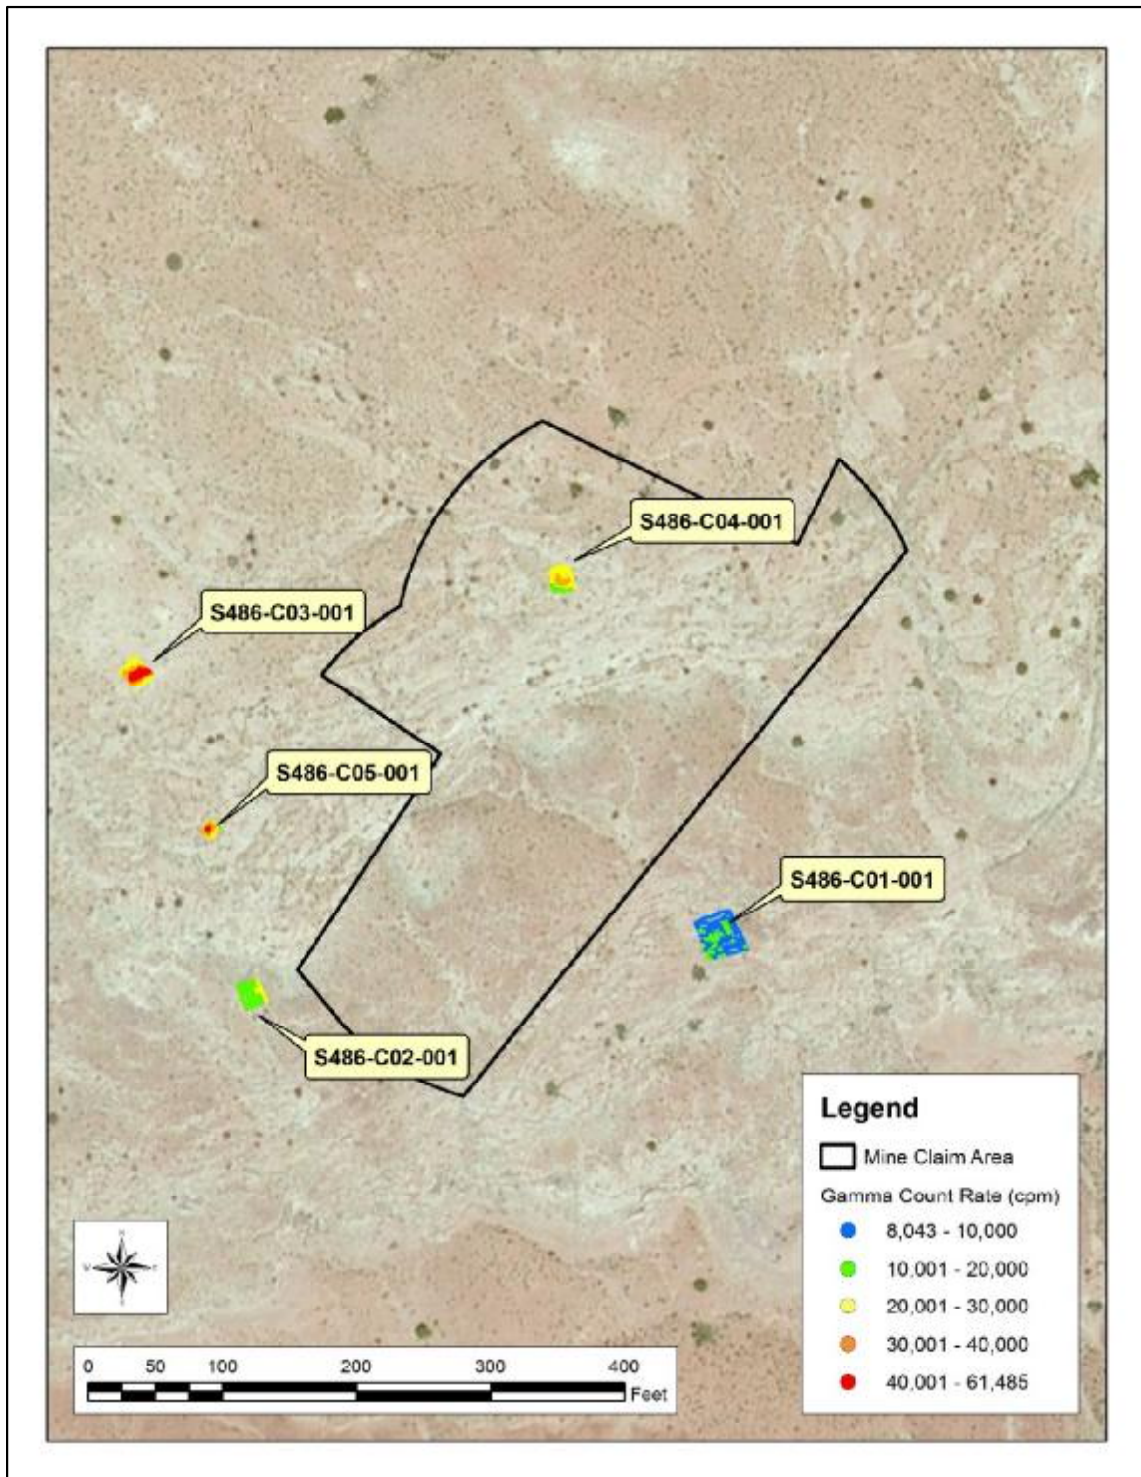 S486-C04-001
S486-C03-001
S486-C05-001
S486-C01-001
S486-C02-001
Legend
Mine Claim Area
Gamma Count Rate (cpm)
8,043 - 10,000
10,001 - 20,000
20,001 - 30,000
30,001 - 40,000
40,001 - 61,485
0 50 100 200 300 400
Feet